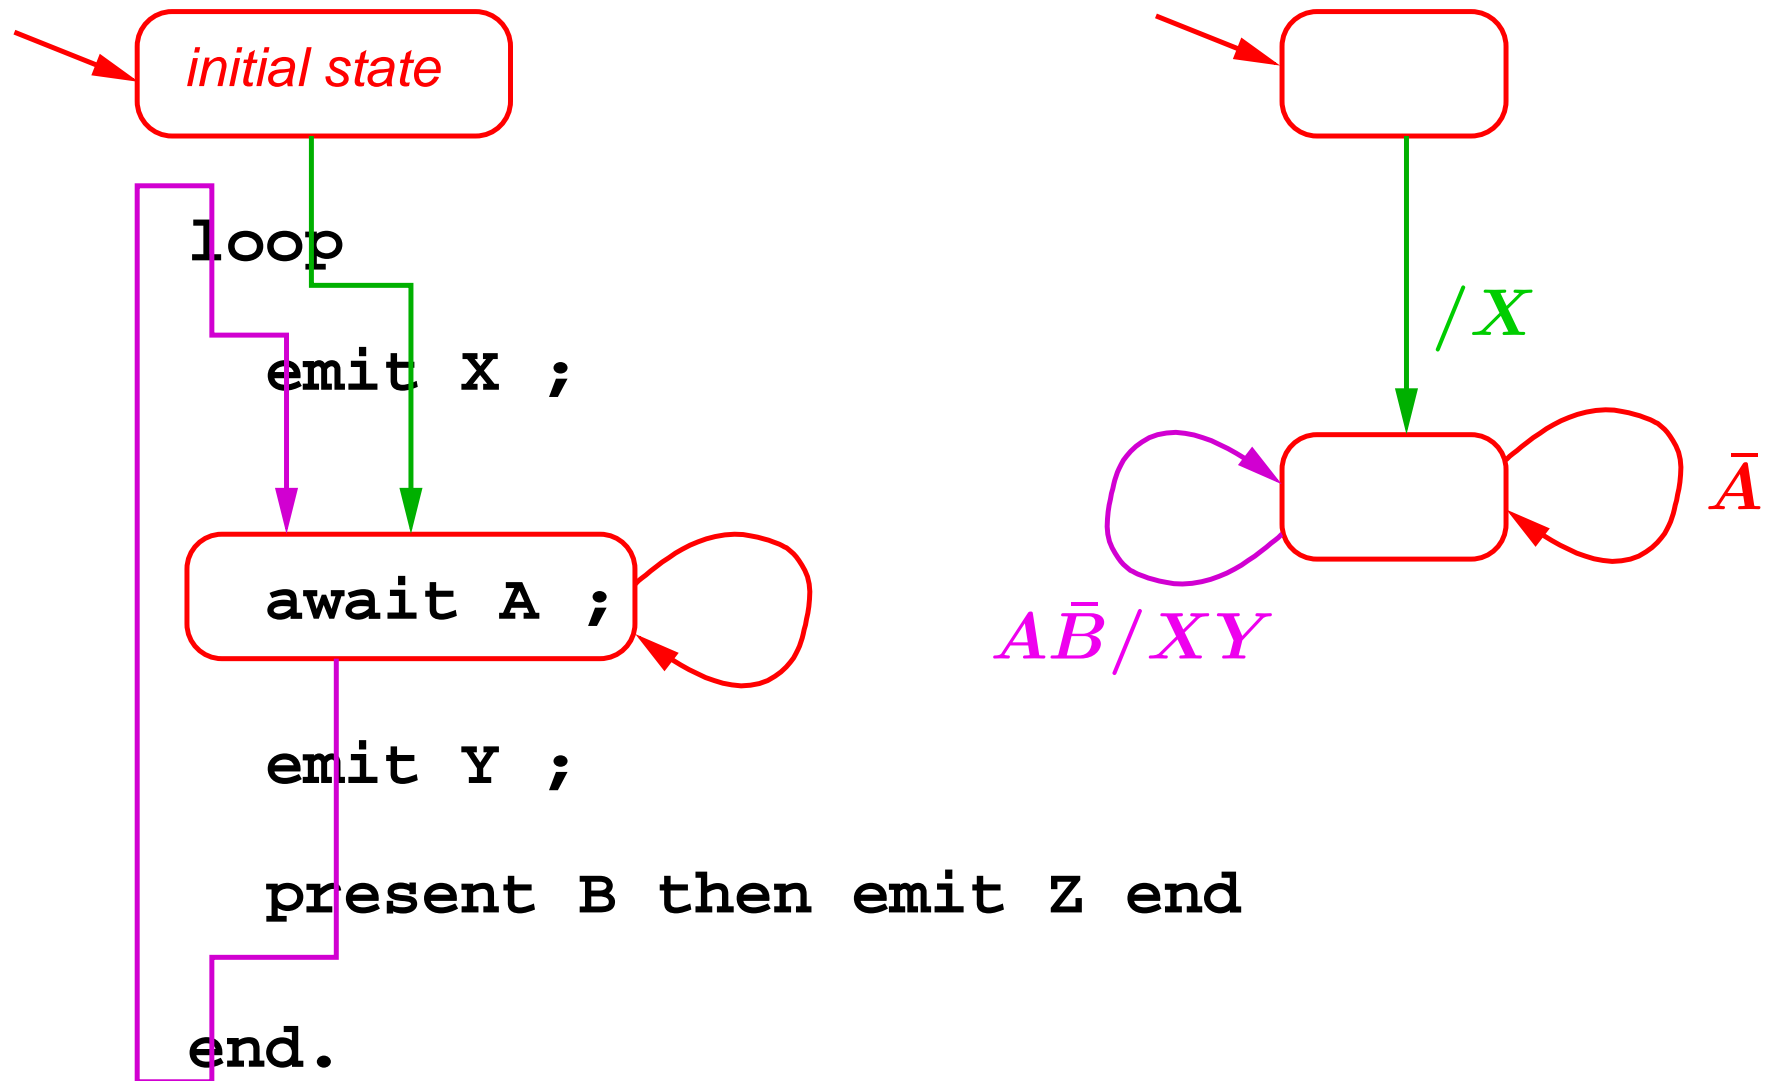 initial state
loop
emit X ;
await A ;
emit Y ;
present B then emit Z end
end.
/X
Ā
AB̄/XY